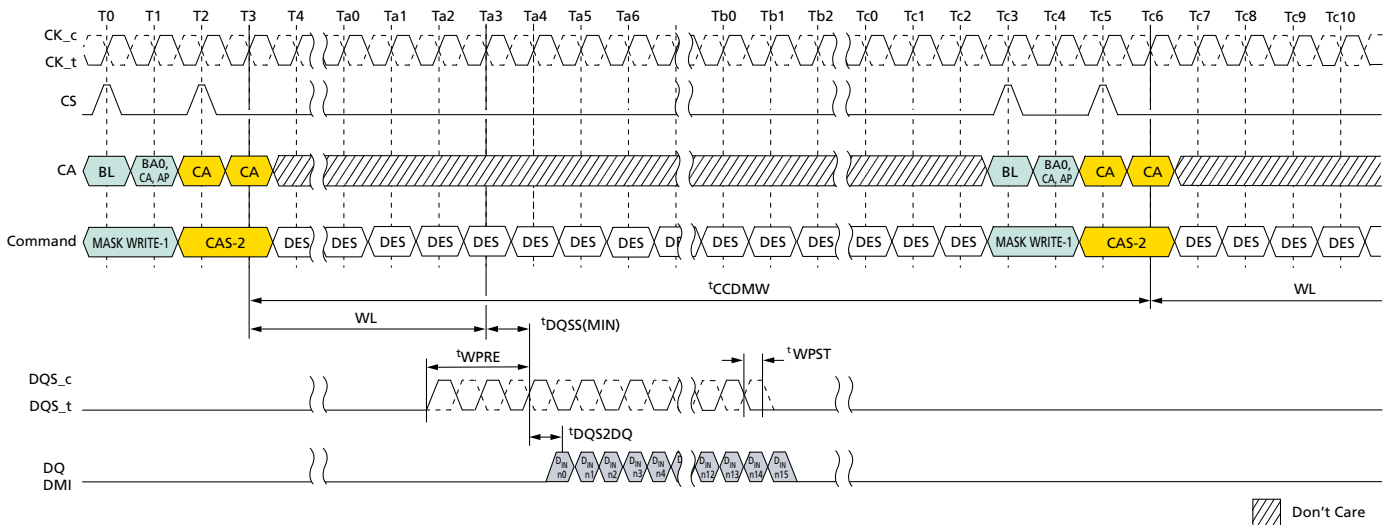 T0 T1 T2 T3 T4 Ta0 Ta1 Ta2 Ta3 Ta4 Ta5 Ta6 Tb0 Tb1 Tb2 Tc0 Tc1 Tc2 Tc3 Tc4 Tc5 Tc6 Tc7 Tc8 Tc9 Tc10
CK_c
CK_t
CS
CA BL BA0, CA, AP CA CA BL BA0, CA, AP CA CA
Command MASK WRITE-1 CAS-2 DES DES DES DES DES DES DES DES DES DES DES DES DES DES MASK WRITE-1 CAS-2 DES DES DES DES
tCCDMW WL
WL tDQSS(MIN)
tWPRE tWPST
DQS_c
DQS_t
tDQS2DQ
DQ DIN n0 DIN n1 DIN n2 DIN n3 DIN n4 DIN n12 DIN n13 DIN n14 DIN n15
DMI
Don't Care